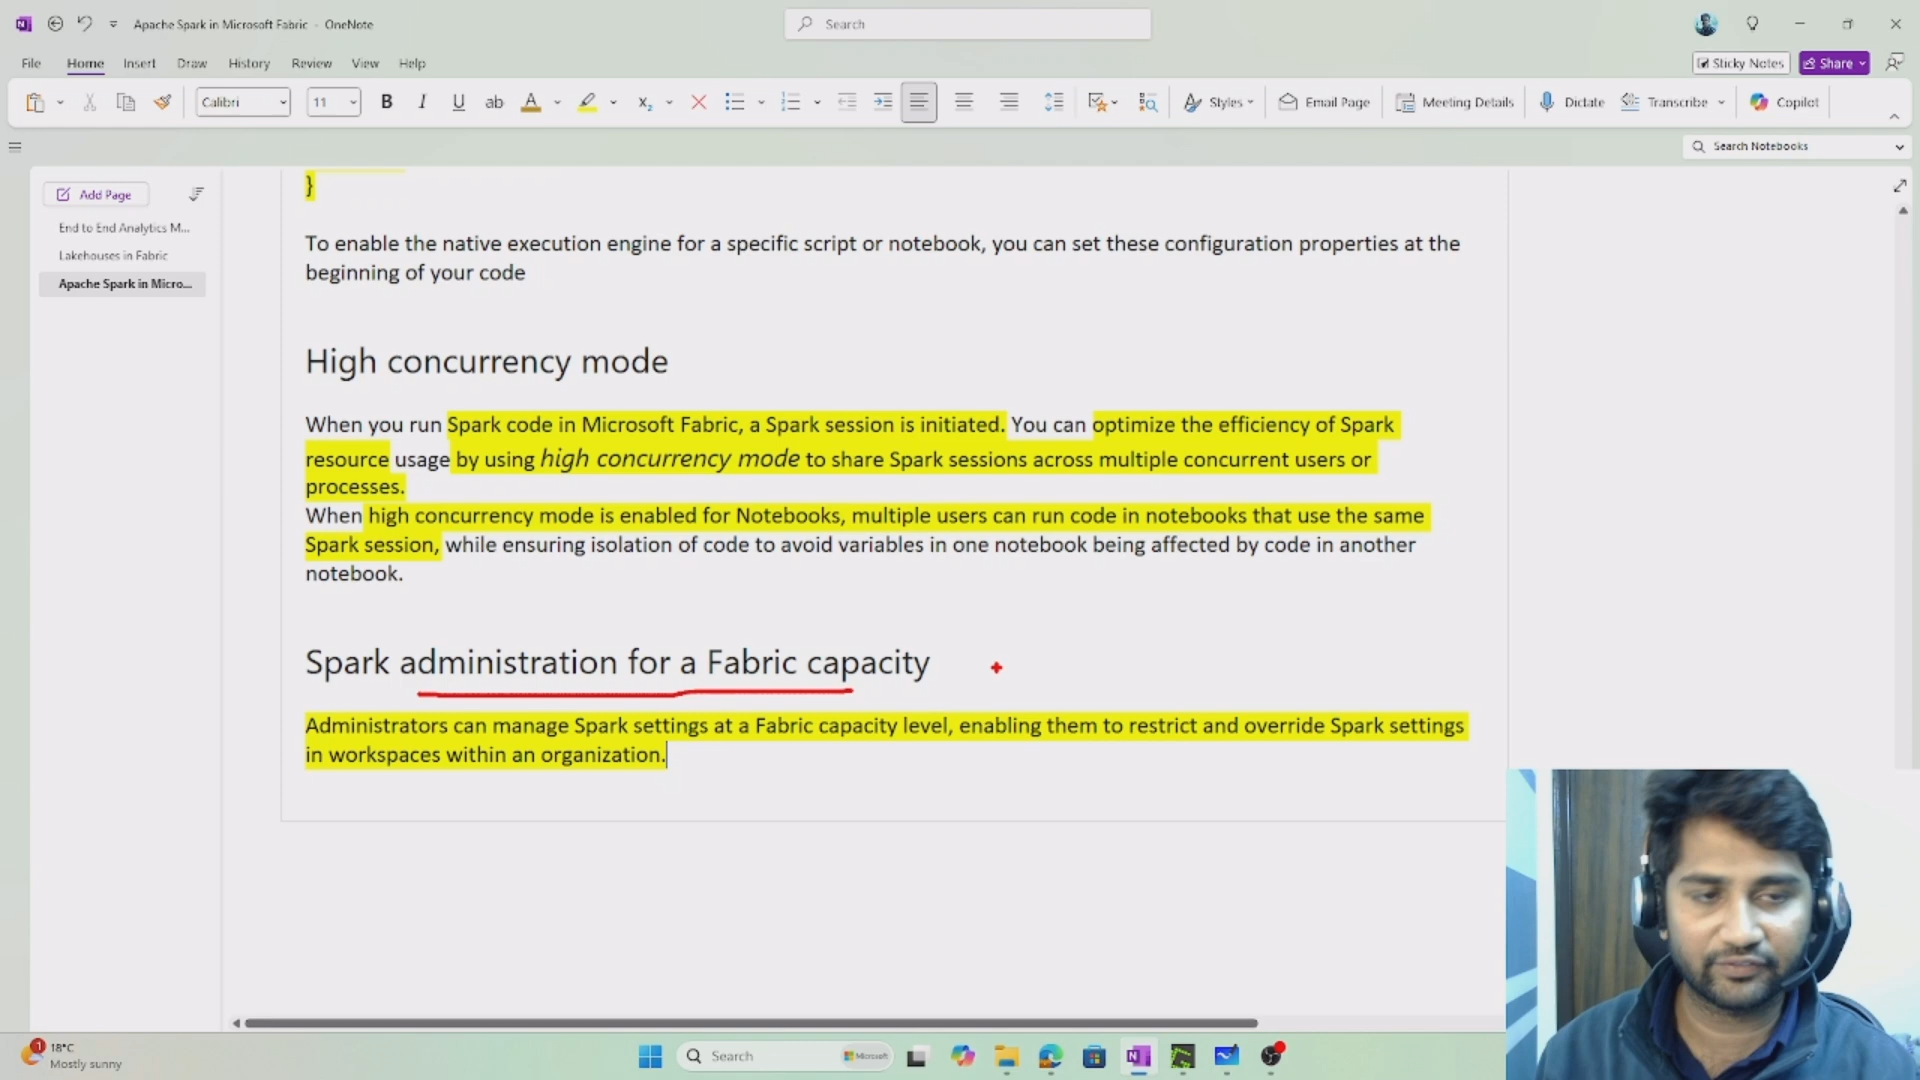 Apache Spark in Microsoft Fabric - OneNote
Search
File Home Insert Draw History Review View Help
Sticky Notes
Share
Calibri
11
B I U ab A
Styles
Email Page
Meeting Details
Dictate
Transcribe
Copilot
Search Notebooks
Add Page
End to End Analytics M...
Lakehouses in Fabric
Apache Spark in Micro...
}
To enable the native execution engine for a specific script or notebook, you can set these configuration properties at the
beginning of your code
High concurrency mode
When you run Spark code in Microsoft Fabric, a Spark session is initiated. You can optimize the efficiency of Spark
resource usage by using high concurrency mode to share Spark sessions across multiple concurrent users or
processes.
When high concurrency mode is enabled for Notebooks, multiple users can run code in notebooks that use the same
Spark session, while ensuring isolation of code to avoid variables in one notebook being affected by code in another
notebook.
Spark administration for a Fabric capacity
Administrators can manage Spark settings at a Fabric capacity level, enabling them to restrict and override Spark settings
in workspaces within an organization.
1
18°C
Mostly sunny
Search
Microsoft